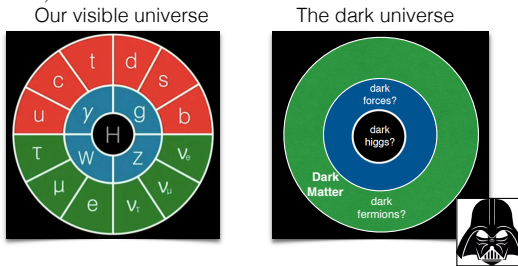 Our visible universe
The dark universe
t
d
c
s
u
b
γ
g
H
W
Z
τ
νe
μ
νμ
e
ντ
dark
forces?
dark
higgs?
Dark
Matter
dark
fermions?